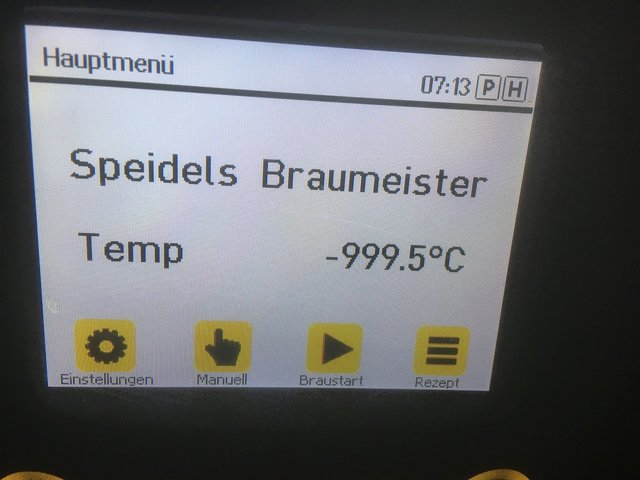 Hauptmenü
07:13 P H
Speidels Braumeister
Temp -999.5°C
Einstellungen Manuell Braustart Rezept